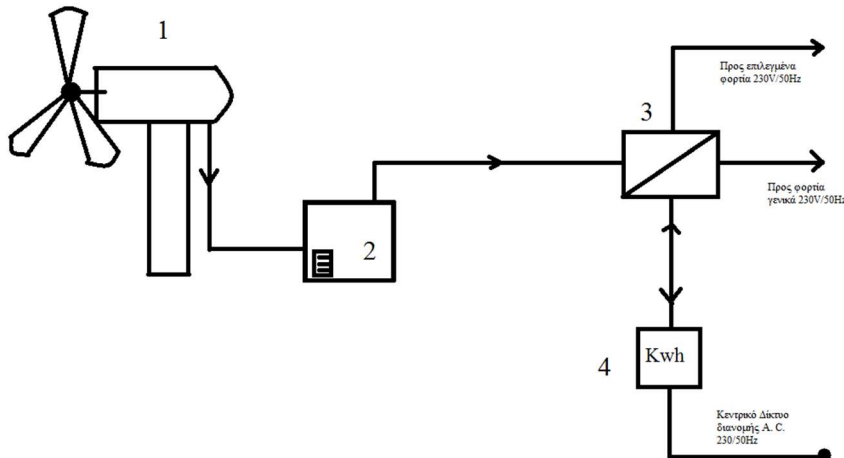 1
Προς επιλεγμένα
φορτία 230V/50Hz
3
Προς φορτία
γενικά 230V/50Hz
2
4
Kwh
Κεντρικό Δίκτυο
διανομής A. C.
230/50Hz